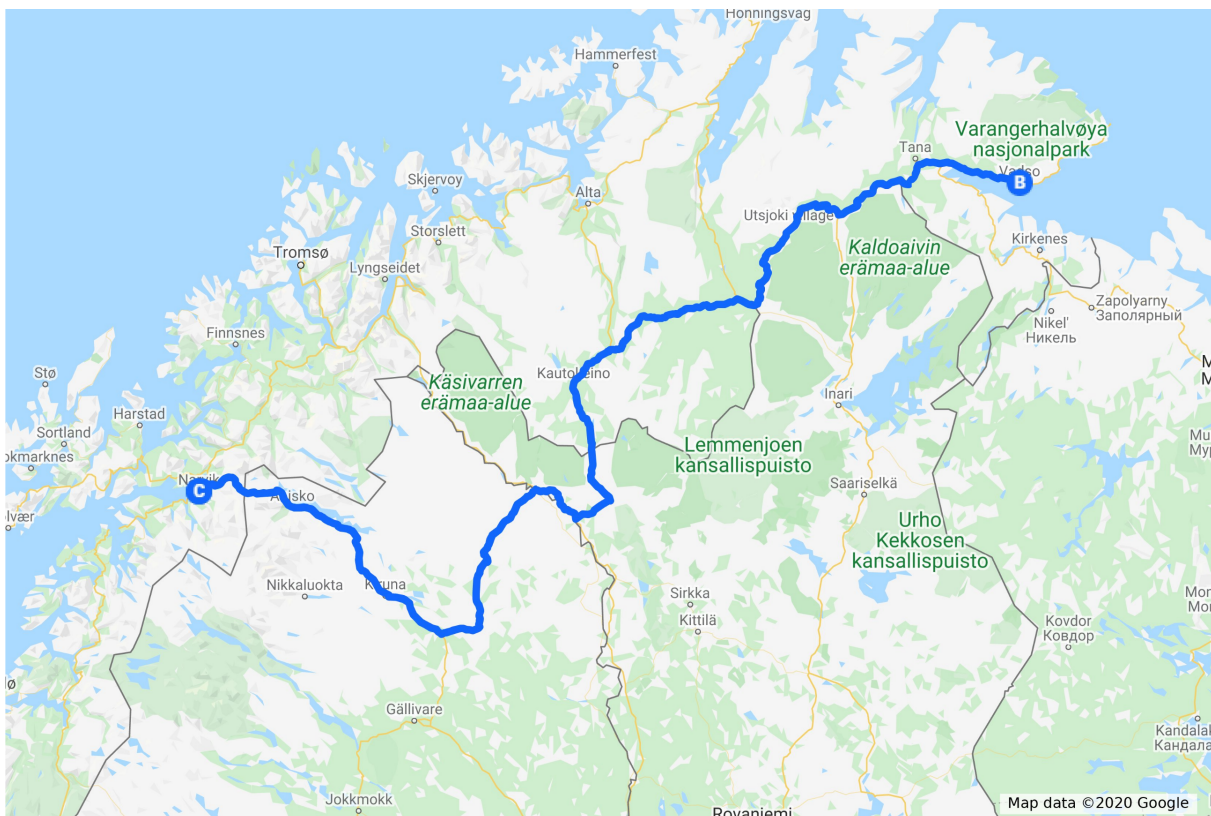 Honningsvåg
Hammerfest
Varangerhalvøya
nasjonalpark
Tana
Vadsø
B
Skjervoy
Alta
Utsjoki village
Storslett
Kirkenes
Kaldoaivin
erämaa-alue
Tromsø
Lyngseidet
Zapolyarny
Заполярный
Nikel'
Никель
Finnsnes
Stø
Kautokeino
Käsivarren
erämaa-alue
Inari
Harstad
Sortland
Lemmenjoen
kansallispuisto
Narvik
C
Abisko
Saariselkä
Urho
Kekkosen
kansallispuisto
Nikkaluokta
Kiruna
Sirkka
Kittilä
Kovdor
Ковдор
Gällivare
Jokkmokk
Rovaniemi
Map data ©2020 Google